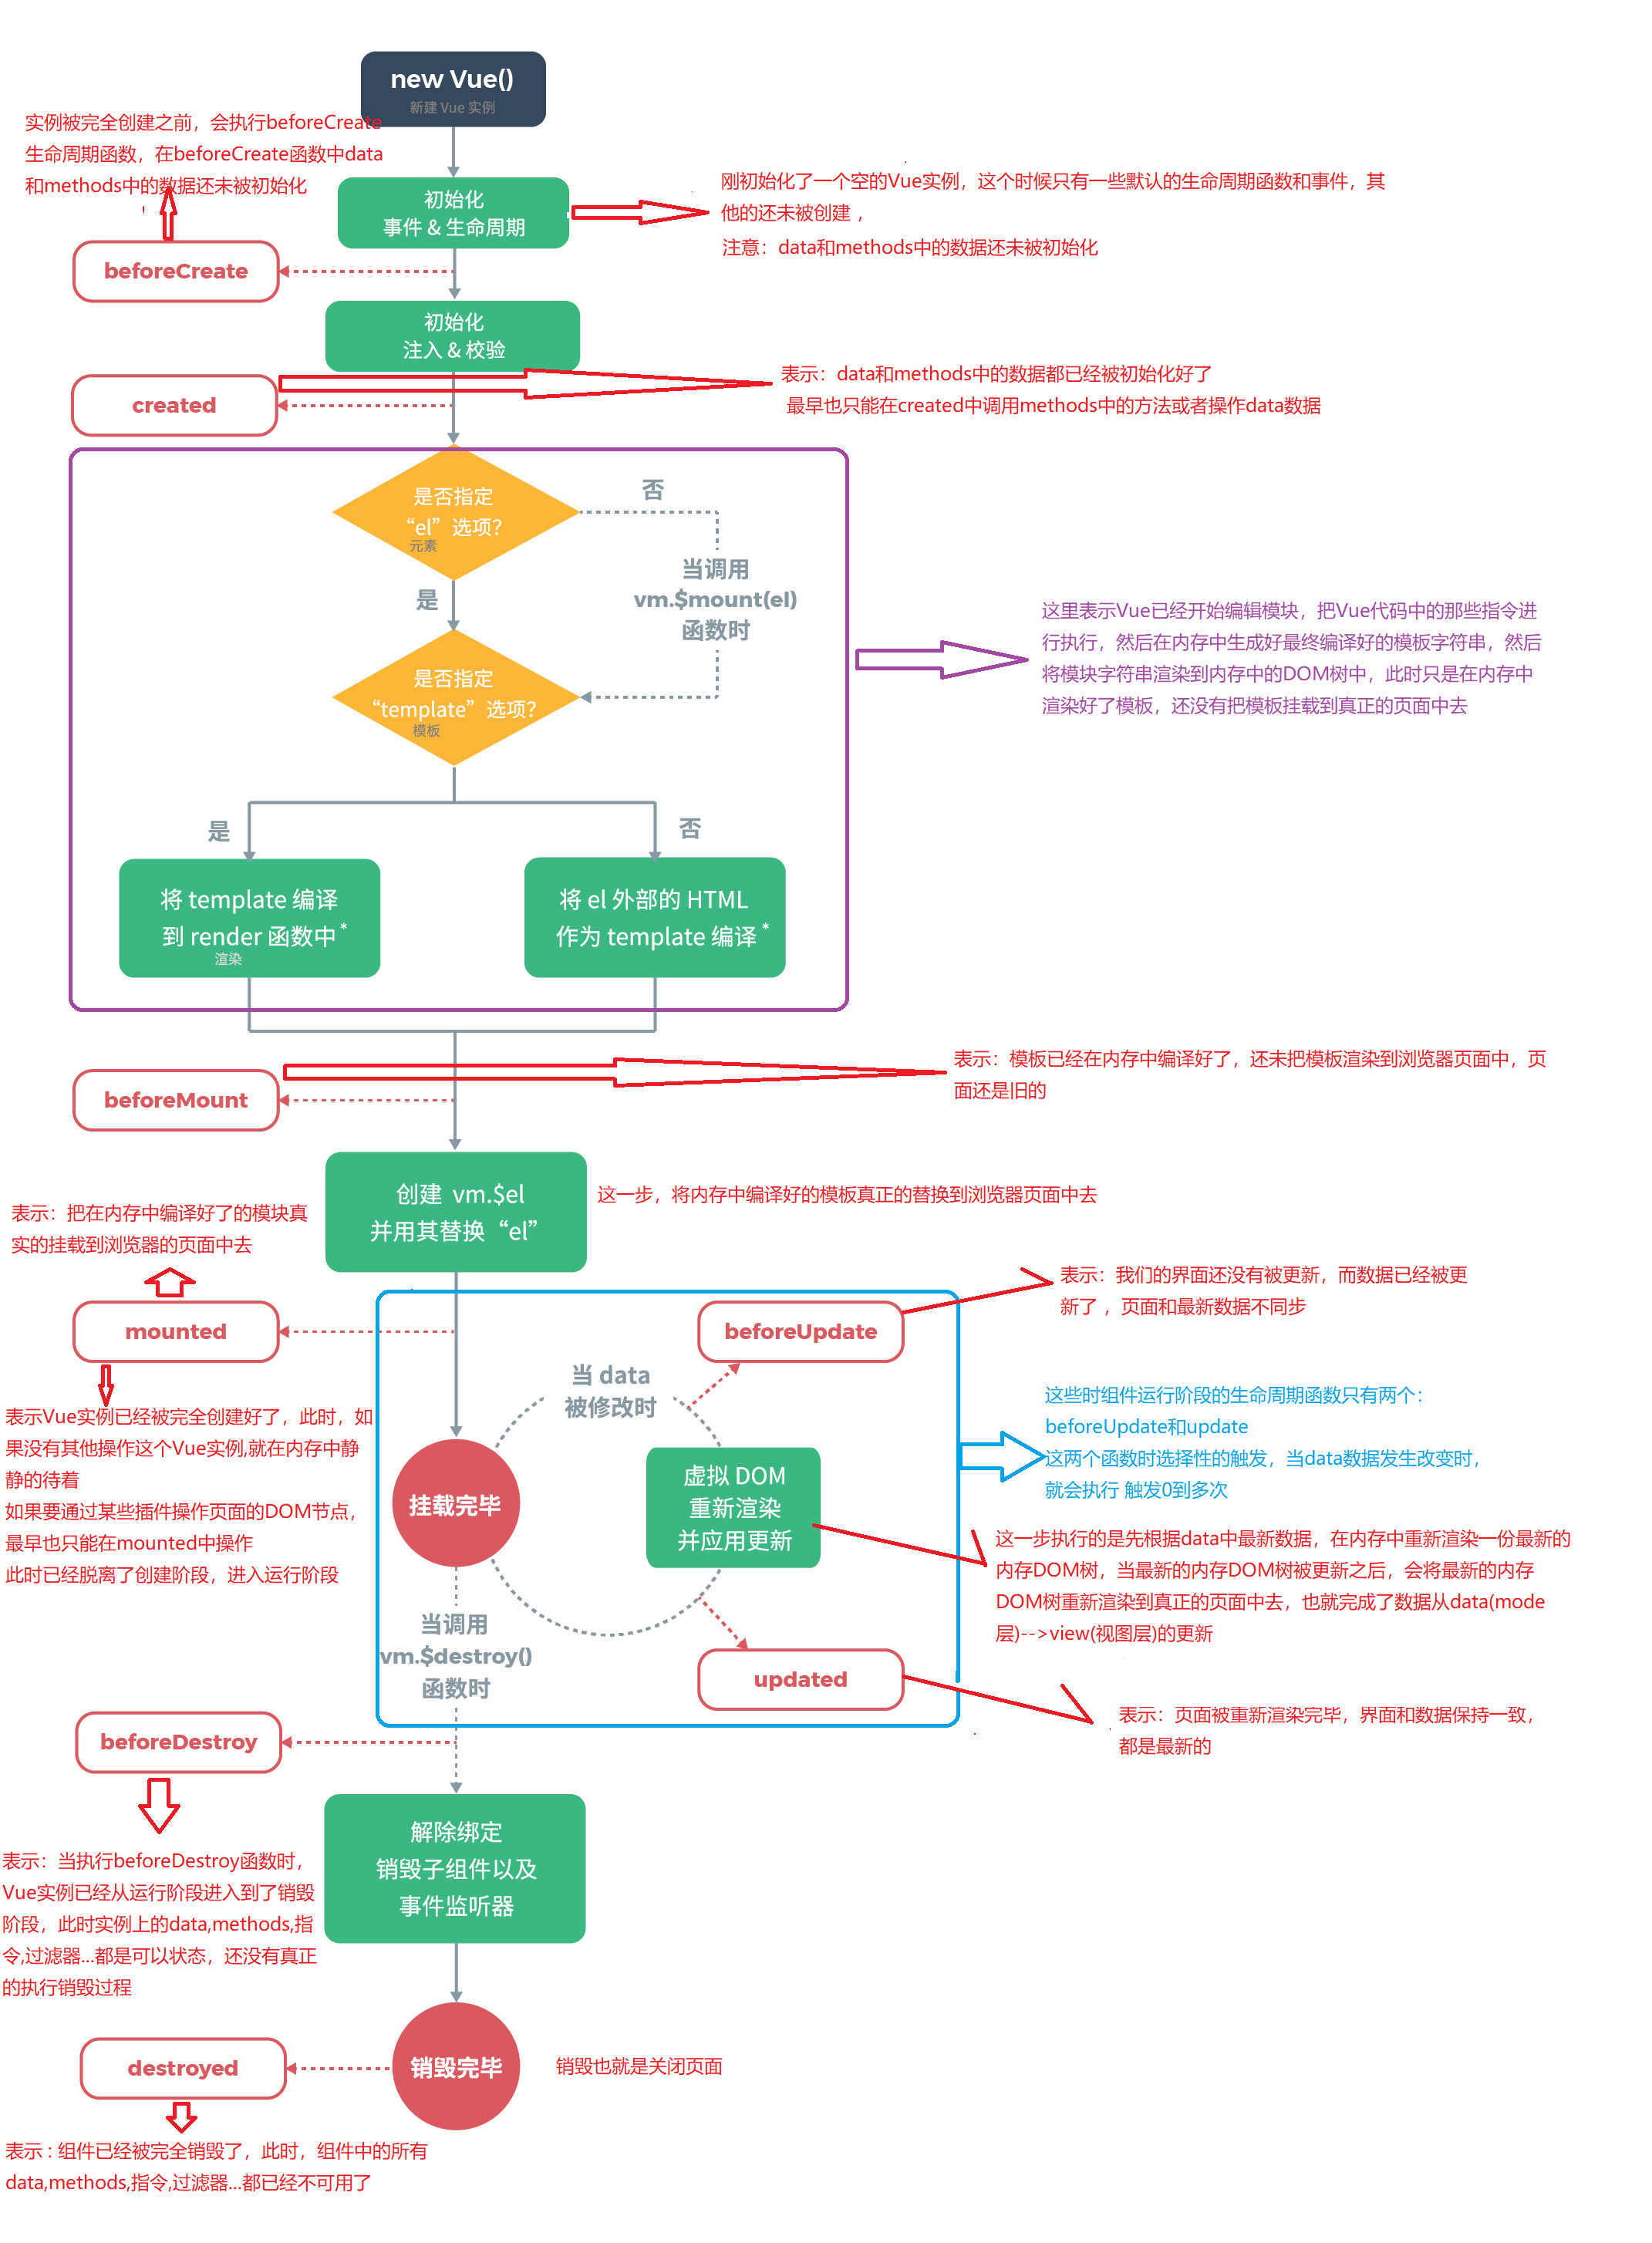 new Vue()
新建 Vue 实例
实例被完全创建之前，会执行beforeCreate
生命周期函数，在beforeCreate函数中data
和methods中的数据还未被初始化
初始化
事件 & 生命周期
刚初始化了一个空的Vue实例，这个时候只有一些默认的生命周期函数和事件，其
他的还未被创建 ，
注意：data和methods中的数据还未被初始化
beforeCreate
初始化
注入 & 校验
created
表示：data和methods中的数据都已经被初始化好了
最早也只能在created中调用methods中的方法或者操作data数据
是否指定
“el”选项?
元素
否
当调用
vm.$mount(el)
函数时
是
是否指定
“template”选项?
模板
这里表示Vue已经开始编辑模块，把Vue代码中的那些指令进
行执行，然后在内存中生成好最终编译好的模板字符串，然后
将模块字符串渲染到内存中的DOM树中，此时只是在内存中
渲染好了模板，还没有把模板挂载到真正的页面中去
是
否
将 template 编译
到 render 函数中*
渲染
将 el 外部的 HTML
作为 template 编译*
beforeMount
表示：模板已经在内存中编译好了，还未把模板渲染到浏览器页面中，页
面还是旧的
创建 vm.$el
并用其替换“el”
这一步，将内存中编译好的模板真正的替换到浏览器页面中去
表示：把在内存中编译好了的模块真
实的挂载到浏览器的页面中去
mounted
表示Vue实例已经被完全创建好了，此时，如
果没有其他操作这个Vue实例,就在内存中静
静的待着
如果要通过某些插件操作页面的DOM节点，
最早也只能在mounted中操作
此时已经脱离了创建阶段，进入运行阶段
beforeUpdate
表示：我们的界面还没有被更新，而数据已经被更
新了 ，页面和最新数据不同步
当 data
被修改时
这些时组件运行阶段的生命周期函数只有两个：
beforeUpdate和update
这两个函数时选择性的触发，当data数据发生改变时，
就会执行 触发0到多次
挂载完毕
虚拟 DOM
重新渲染
并应用更新
这一步执行的是先根据data中最新数据，在内存中重新渲染一份最新的
内存DOM树，当最新的内存DOM树被更新之后，会将最新的内存
DOM树重新渲染到真正的页面中去，也就完成了数据从data(mode
层)-->view(视图层)的更新
当调用
vm.$destroy()
函数时
updated
表示：页面被重新渲染完毕，界面和数据保持一致，
都是最新的
beforeDestroy
表示：当执行beforeDestroy函数时，
Vue实例已经从运行阶段进入到了销毁
阶段，此时实例上的data,methods,指
令,过滤器...都是可以状态，还没有真正
的执行销毁过程
解除绑定
销毁子组件以及
事件监听器
destroyed
销毁完毕
销毁也就是关闭页面
表示 : 组件已经被完全销毁了，此时，组件中的所有
data,methods,指令,过滤器...都已经不可用了